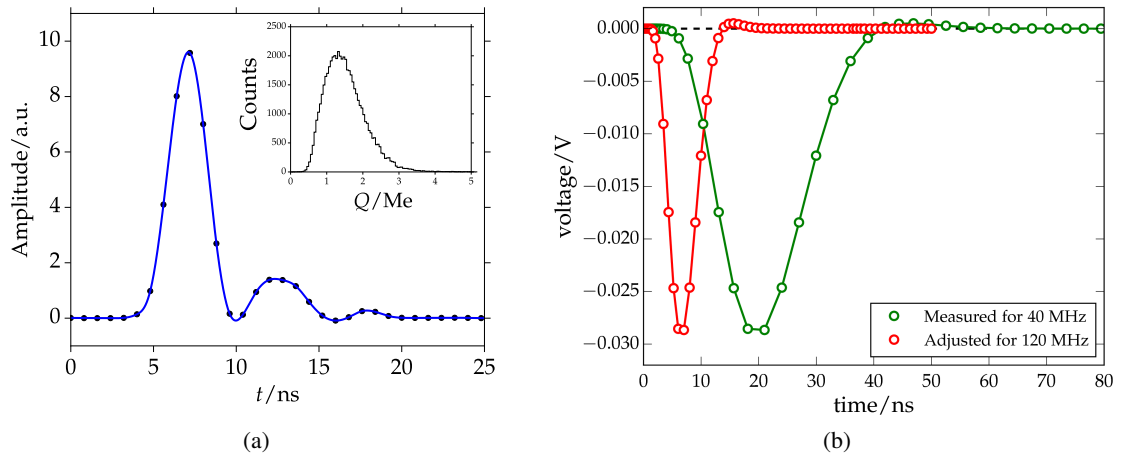 10
8
6
4
2
0
Amplitude/a.u.
0 5 10 15 20 25
t/ns
2500
2000
1500
1000
500
0
Counts
0 1 2 3 4 5
Q/Me
(a)
0.000
−0.005
−0.010
−0.015
−0.020
−0.025
−0.030
voltage/V
Measured for 40 MHz
Adjusted for 120 MHz
0 10 20 30 40 50 60 70 80
time/ns
(b)